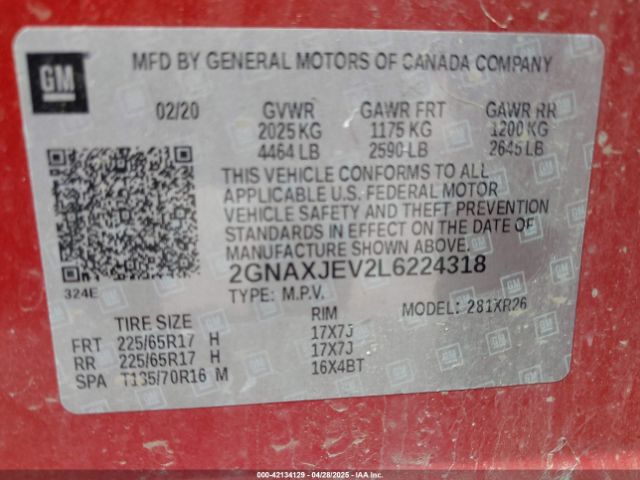 GM
MFD BY GENERAL MOTORS OF CANADA COMPANY
02/20 GVWR GAWR FRT GAWR RR
2025 KG 1175 KG 1200 KG
4464 LB 2590 LB 2645 LB
THIS VEHICLE CONFORMS TO ALL
APPLICABLE U.S. FEDERAL MOTOR
VEHICLE SAFETY AND THEFT PREVENTION
STANDARDS IN EFFECT ON THE DATE OF
MANUFACTURE SHOWN ABOVE.
324E
2GNAXJEV2L6224318
TYPE: M.P.V. MODEL: 281XR26
TIRE SIZE RIM
FRT 225/65R17 H 17X7J
RR 225/65R17 H 17X7J
SPA T135/70R16 M 16X4BT
000-42134129 04/28/2025 IAAI.COM